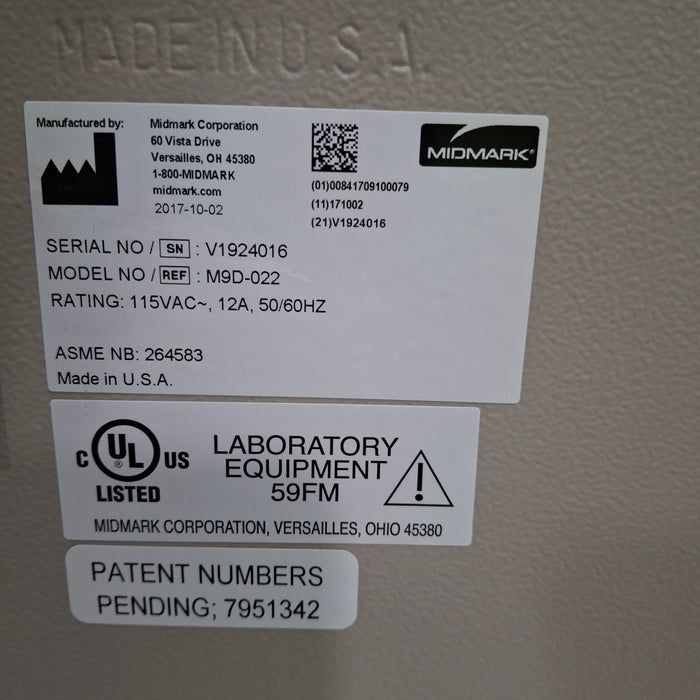 MADE IN U.S.A.
Manufactured by:
Midmark Corporation
60 Vista Drive
Versailles, OH 45380
1-800-MIDMARK
midmark.com
2017-10-02
(01)00841709100079
(11)171002
(21)V1924016
MIDMARK®
SERIAL NO / SN : V1924016
MODEL NO / REF : M9D-022
RATING: 115VAC~, 12A, 50/60HZ
ASME NB: 264583
Made in U.S.A.
C UL ® US
LISTED
LABORATORY
EQUIPMENT
59FM
!
MIDMARK CORPORATION, VERSAILLES, OHIO 45380
PATENT NUMBERS
PENDING; 7951342